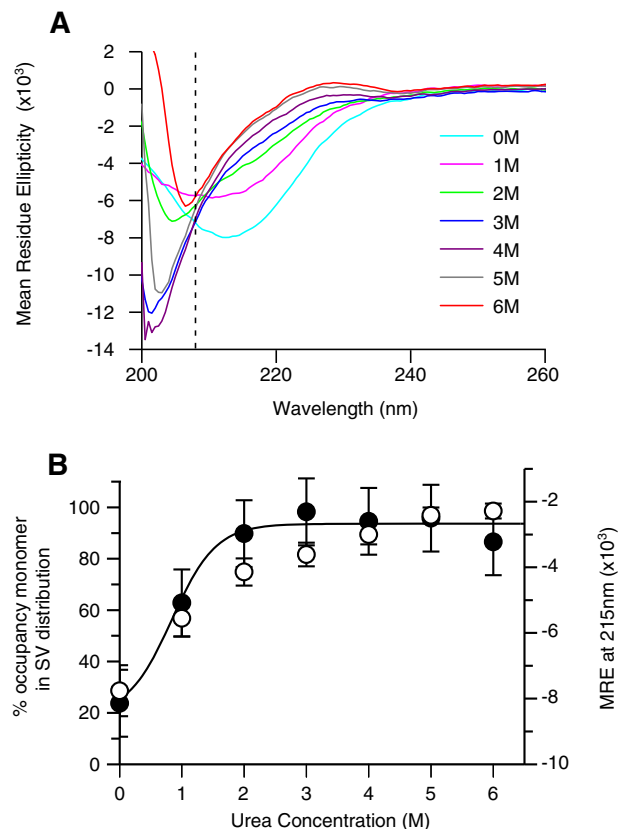 A
Mean Residue Ellipticity (x10³)
2
0
-2
-4
-6
-8
-10
-12
-14
0M
1M
2M
3M
4M
5M
6M
200
220
240
260
Wavelength (nm)
B
% occupancy monomer
in SV distribution
100
80
60
40
20
0
-2
-4
-6
-8
-10
MRE at 215nm (x10³)
0
1
2
3
4
5
6
Urea Concentration (M)